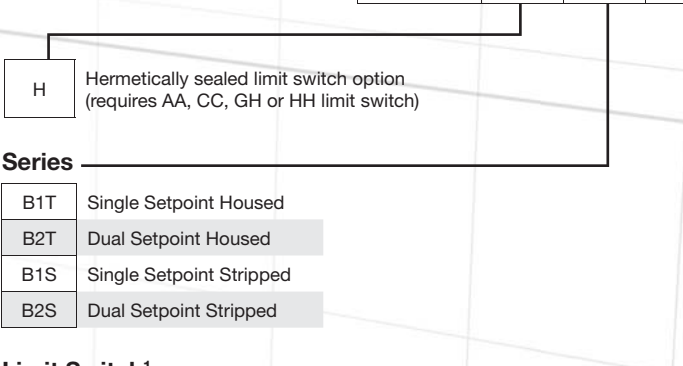 H Hermetically sealed limit switch option
(requires AA, CC, GH or HH limit switch)
Series
B1T Single Setpoint Housed
B2T Dual Setpoint Housed
B1S Single Setpoint Stripped
B2S Dual Setpoint Stripped